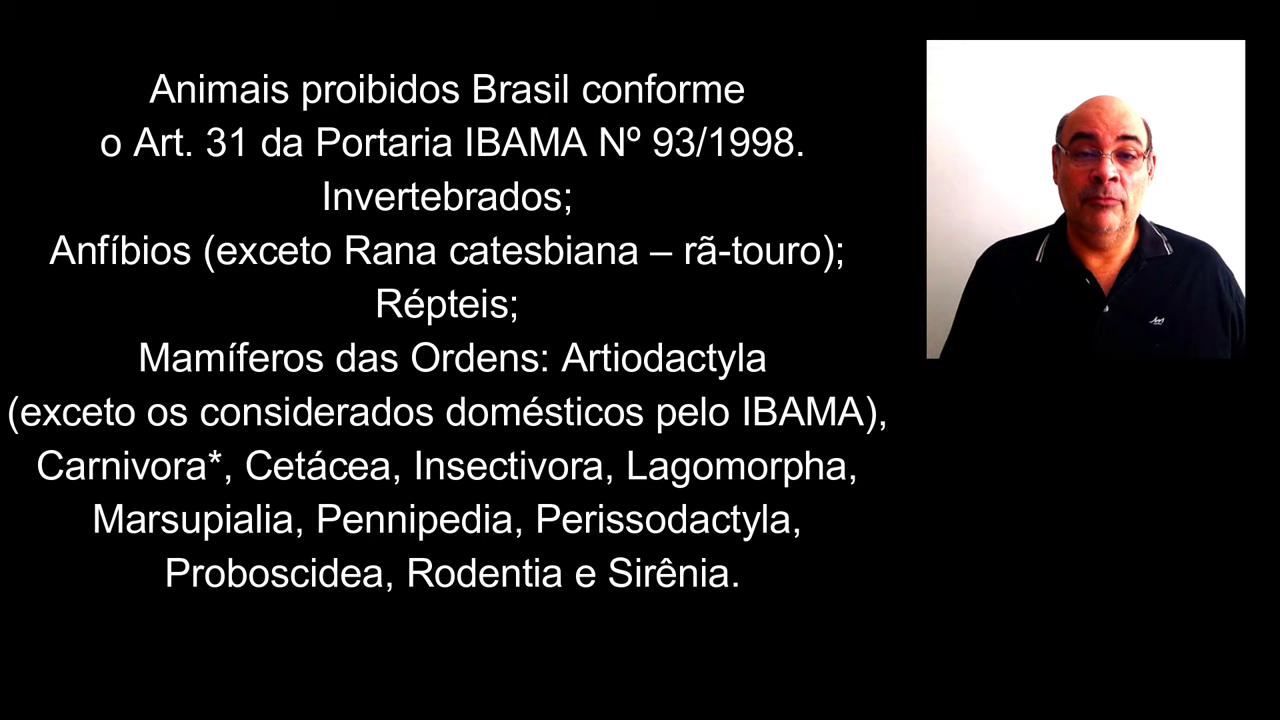 Animais proibidos Brasil conforme
o Art. 31 da Portaria IBAMA Nº 93/1998.
Invertebrados;
Anfíbios (exceto Rana catesbiana – rã-touro);
Répteis;
Mamíferos das Ordens: Artiodactyla
(exceto os considerados domésticos pelo IBAMA),
Carnivora*, Cetácea, Insectivora, Lagomorpha,
Marsupialia, Pennipedia, Perissodactyla,
Proboscidea, Rodentia e Sirênia.